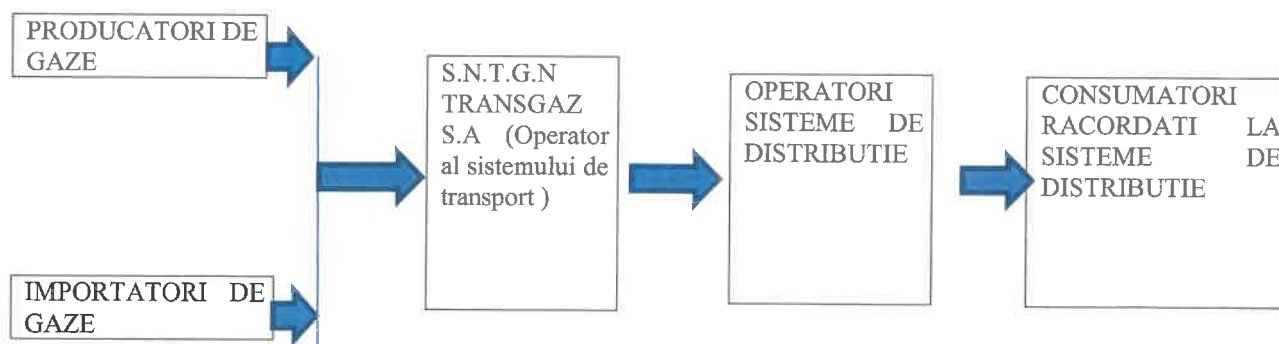 PRODUCATORI DE
GAZE
S.N.T.G.N
TRANSGAZ
S.A (Operator
al sistemului de
transport )
OPERATORI
SISTEME DE
DISTRIBUTIE
CONSUMATORI
RACORDATI LA
SISTEME DE
DISTRIBUTIE
IMPORTATORI DE
GAZE